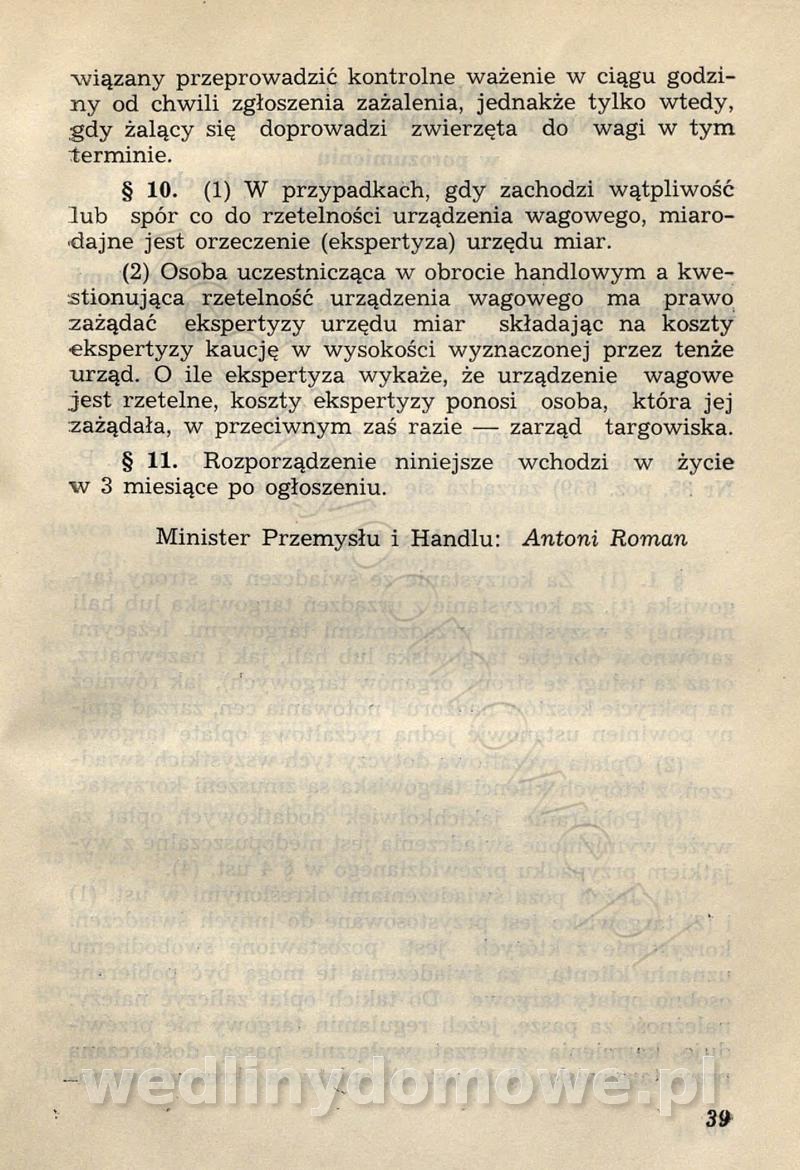 wiązany przeprowadzić kontrolne ważenie w ciągu godzi-
ny od chwili zgłoszenia zażalenia, jednakże tylko wtedy,
gdy żalący się doprowadzi zwierzęta do wagi w tym
terminie.
§ 10. (1) W przypadkach, gdy zachodzi wątpliwość
lub spór co do rzetelności urządzenia wagowego, miaro-
dajne jest orzeczenie (ekspertyza) urzędu miar.
(2) Osoba uczestnicząca w obrocie handlowym a kwe-
stionująca rzetelność urządzenia wagowego ma prawo
zażądać ekspertyzy urzędu miar składając na koszty
ekspertyzy kaucję w wysokości wyznaczonej przez tenże
urząd. O ile ekspertyza wykaże, że urządzenie wagowe
jest rzetelne, koszty ekspertyzy ponosi osoba, która jej
zażądała, w przeciwnym zaś razie — zarząd targowiska.
§ 11. Rozporządzenie niniejsze wchodzi w życie
w 3 miesiące po ogłoszeniu.
Minister Przemysłu i Handlu: Antoni Roman
wedlinydomowe.pl
39